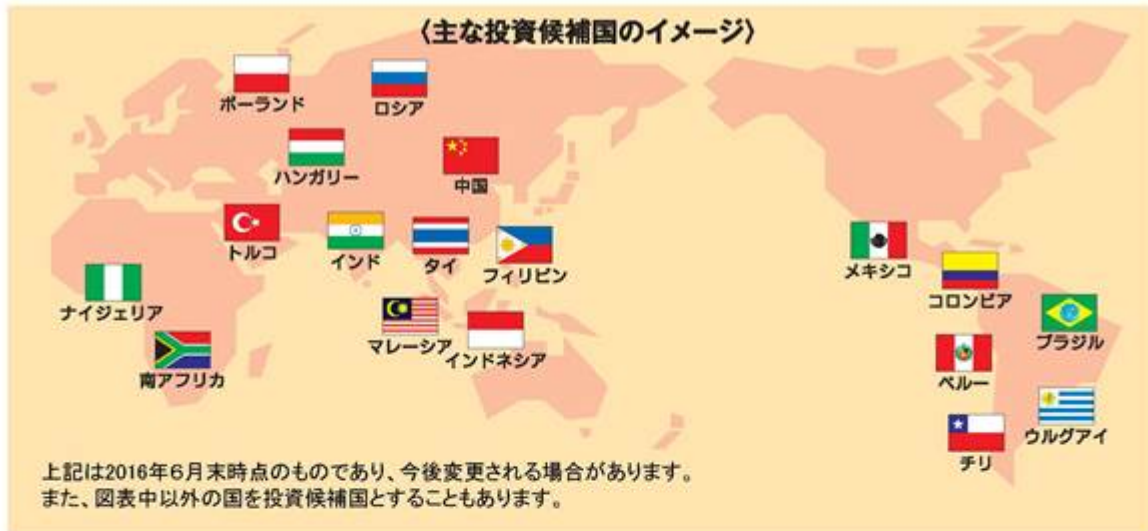 〈主な投資候補国のイメージ〉
ポーランド
ロシア
ハンガリー
中国
トルコ
インド
タイ
フィリピン
メキシコ
コロンビア
ナイジェリア
マレーシア
インドネシア
ブラジル
南アフリカ
ペルー
ウルグアイ
チリ
上記は2016年6月末時点のものであり、今後変更される場合があります。
また、図表中以外の国を投資候補国とすることもあります。